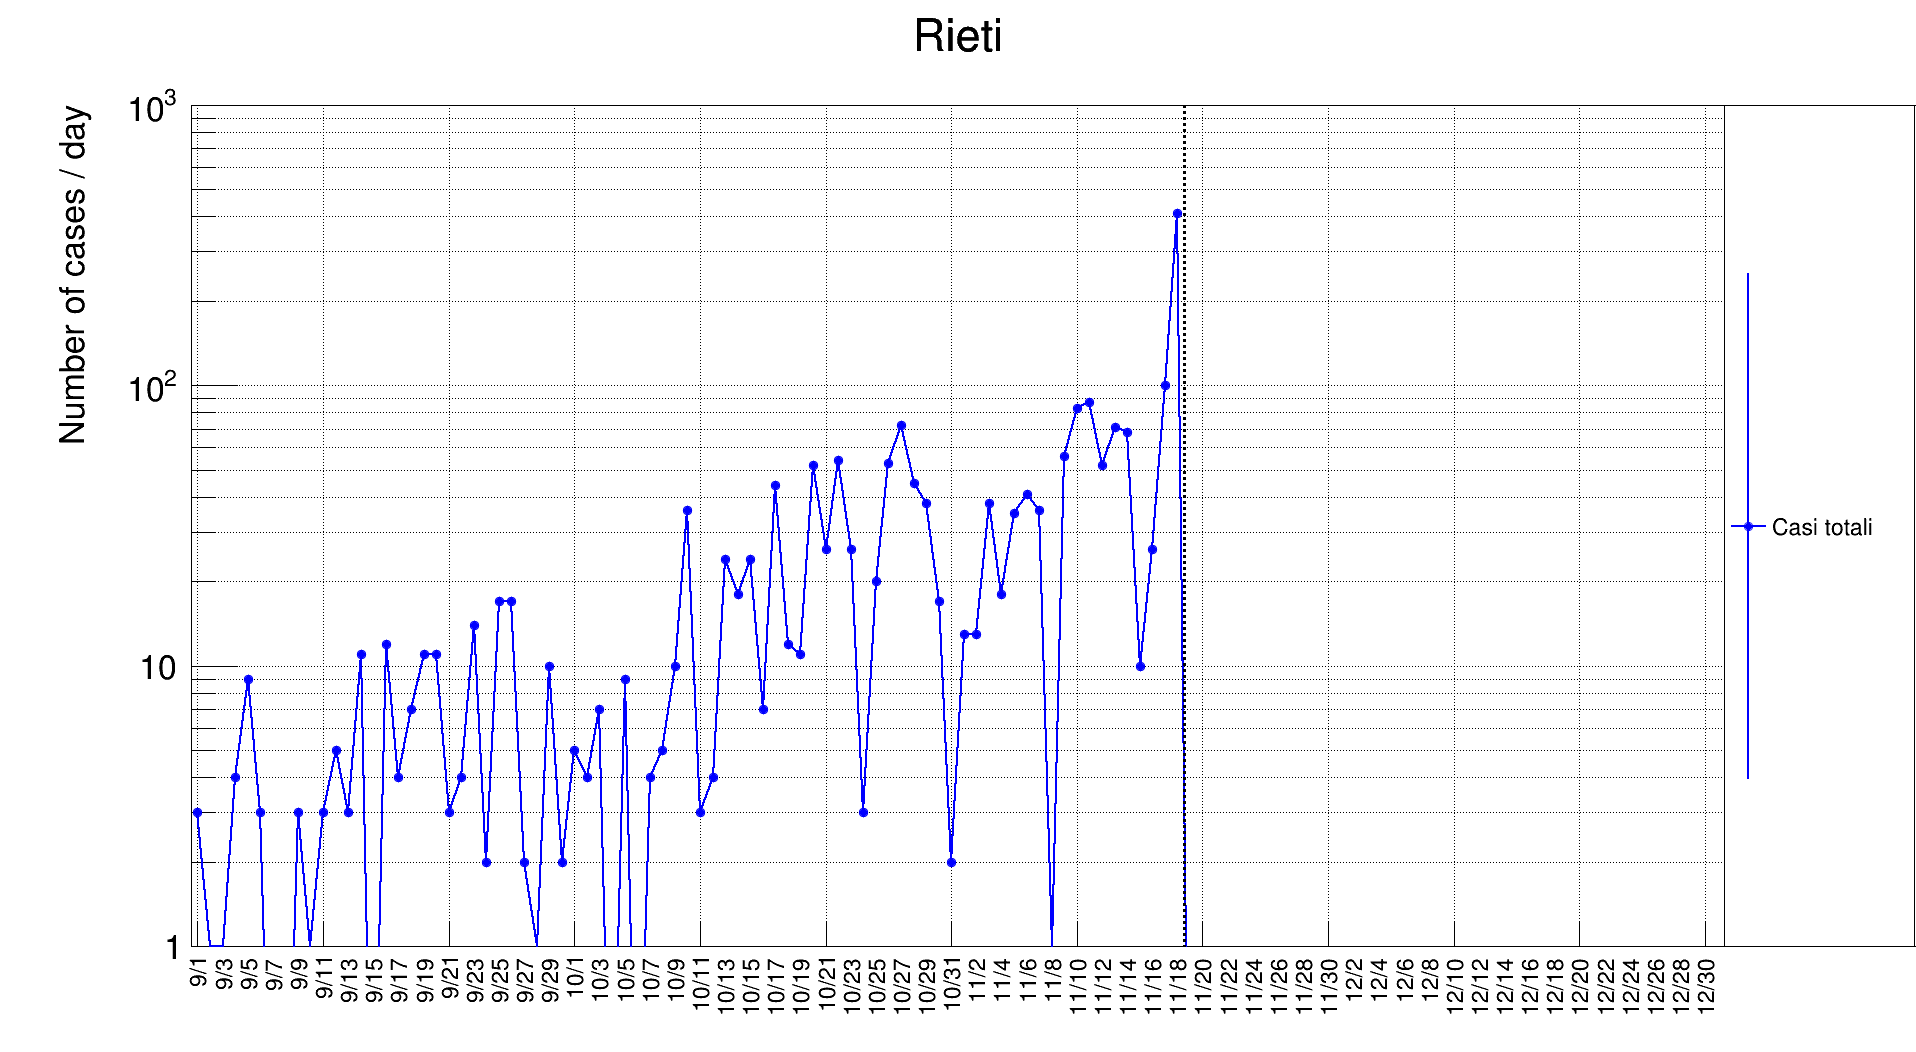 Rieti
Number of cases / day
10³
10²
10
1
9/1 9/3 9/5 9/7 9/9 9/11 9/13 9/15 9/17 9/19 9/21 9/23 9/25 9/27 9/29 10/1 10/3 10/5 10/7 10/9 10/11 10/13 10/15 10/17 10/19 10/21 10/23 10/25 10/27 10/29 10/31 11/2 11/4 11/6 11/8 11/10 11/12 11/14 11/16 11/18 11/20 11/22 11/24 11/26 11/28 11/30 12/2 12/4 12/6 12/8 12/10 12/12 12/14 12/16 12/18 12/20 12/22 12/24 12/26 12/28 12/30
Casi totali